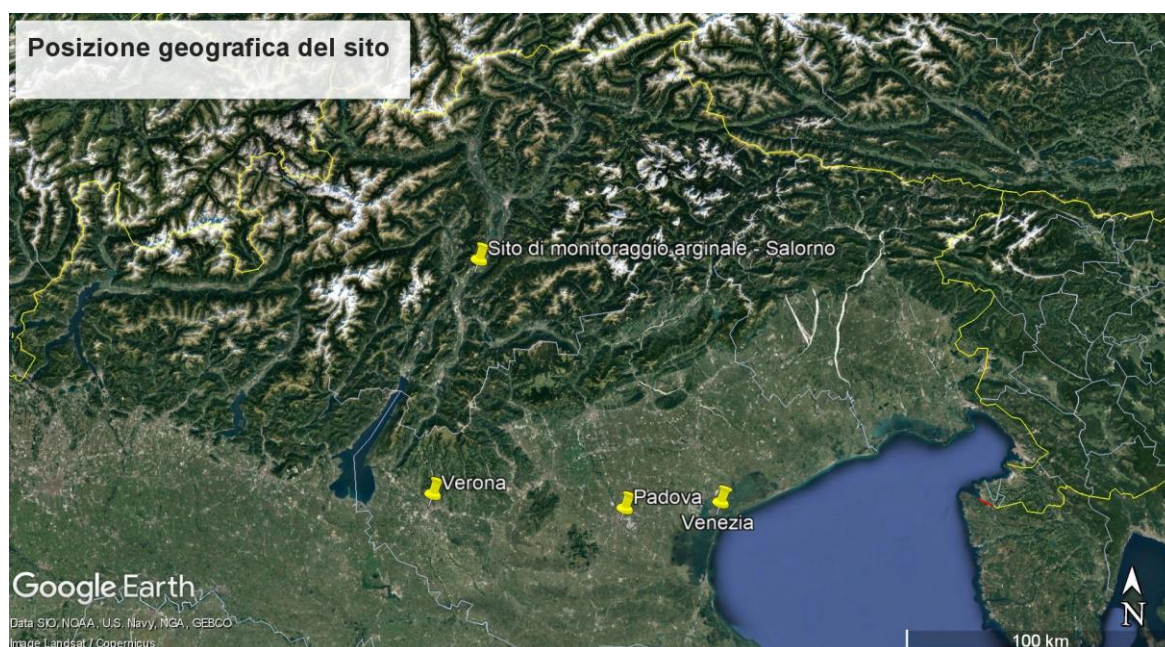 Posizione geografica del sito
Sito di monitoraggio arginale - Salorno
Verona
Padova
Venezia
Google Earth
Data SIO, NOAA, U.S. Navy, NGA, GEBCO
Image Landsat / Copernicus
N
100 km